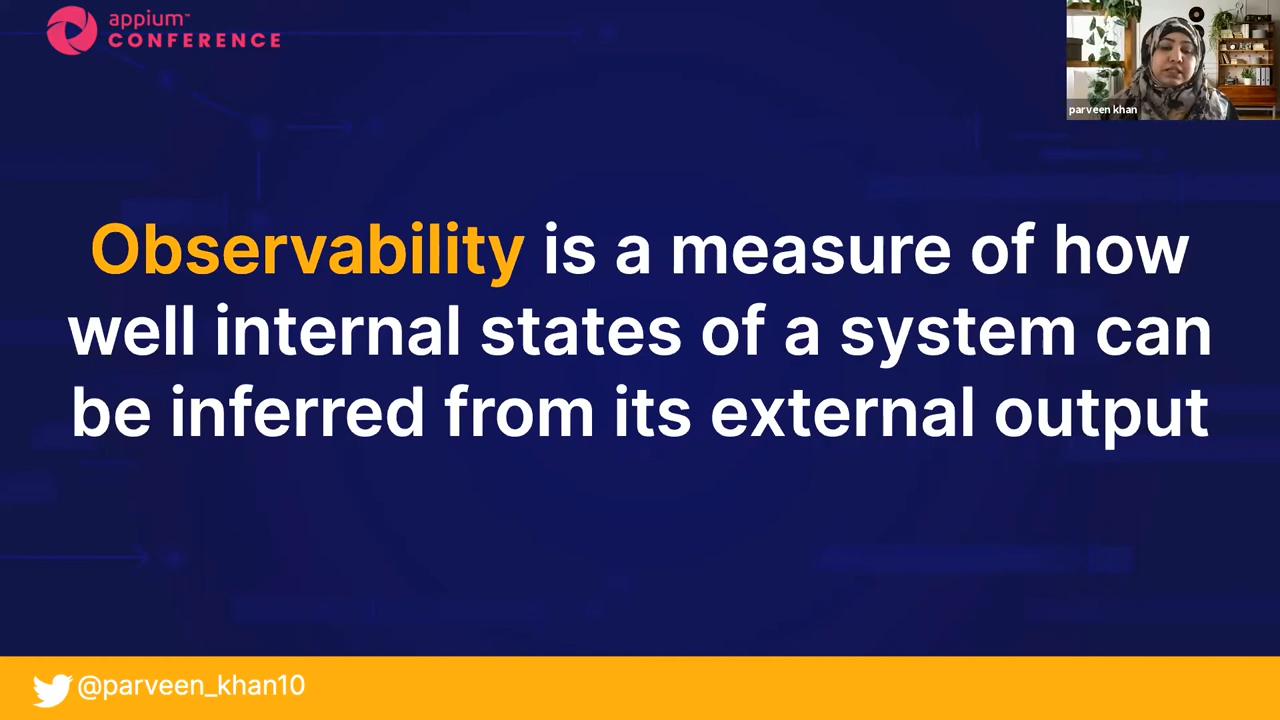 appium™
CONFERENCE
parveen khan
Observability is a measure of how
well internal states of a system can
be inferred from its external output
@parveen_khan10